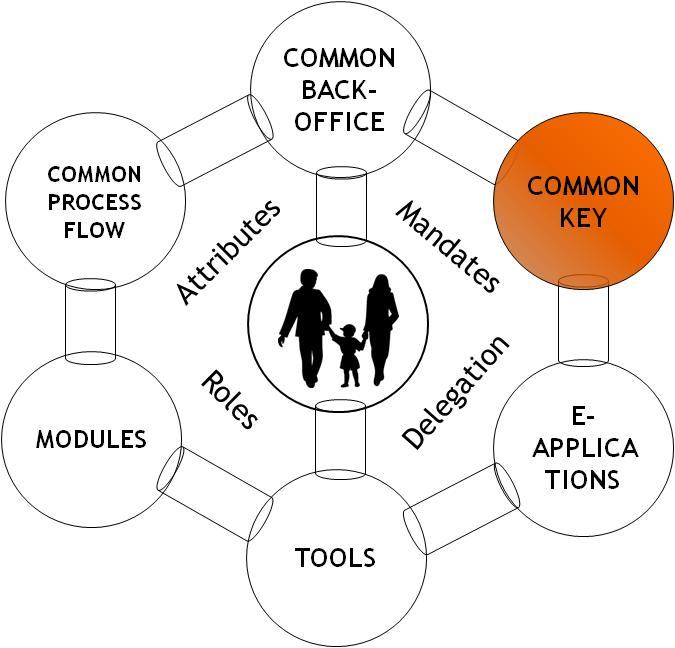 COMMON
BACK-
OFFICE
COMMON
PROCESS
FLOW
COMMON
KEY
Attributes
Mandates
Roles
Delegation
MODULES
E-
APPLICA
TIONS
TOOLS